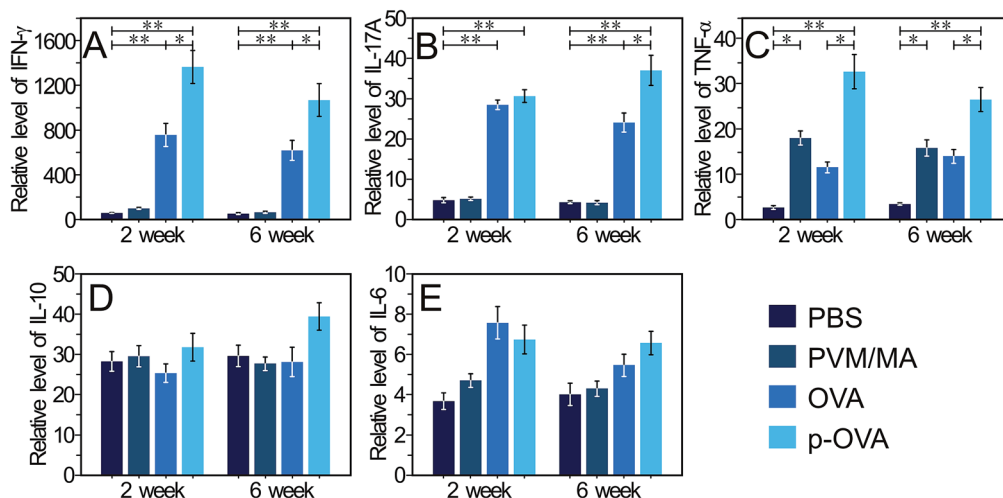 A
Relative level of IFN-γ
1600
1200
800
400
0
** ** *
** ** *
2 week 6 week
B
Relative level of IL-17A
50
40
30
20
10
0
** **
** ** *
2 week 6 week
C
Relative level of TNF-α
40
30
20
10
0
** * *
** * *
2 week 6 week
D
Relative level of IL-10
50
40
30
20
10
0
2 week 6 week
E
Relative level of IL-6
10
8
6
4
2
0
2 week 6 week
PBS
PVM/MA
OVA
p-OVA